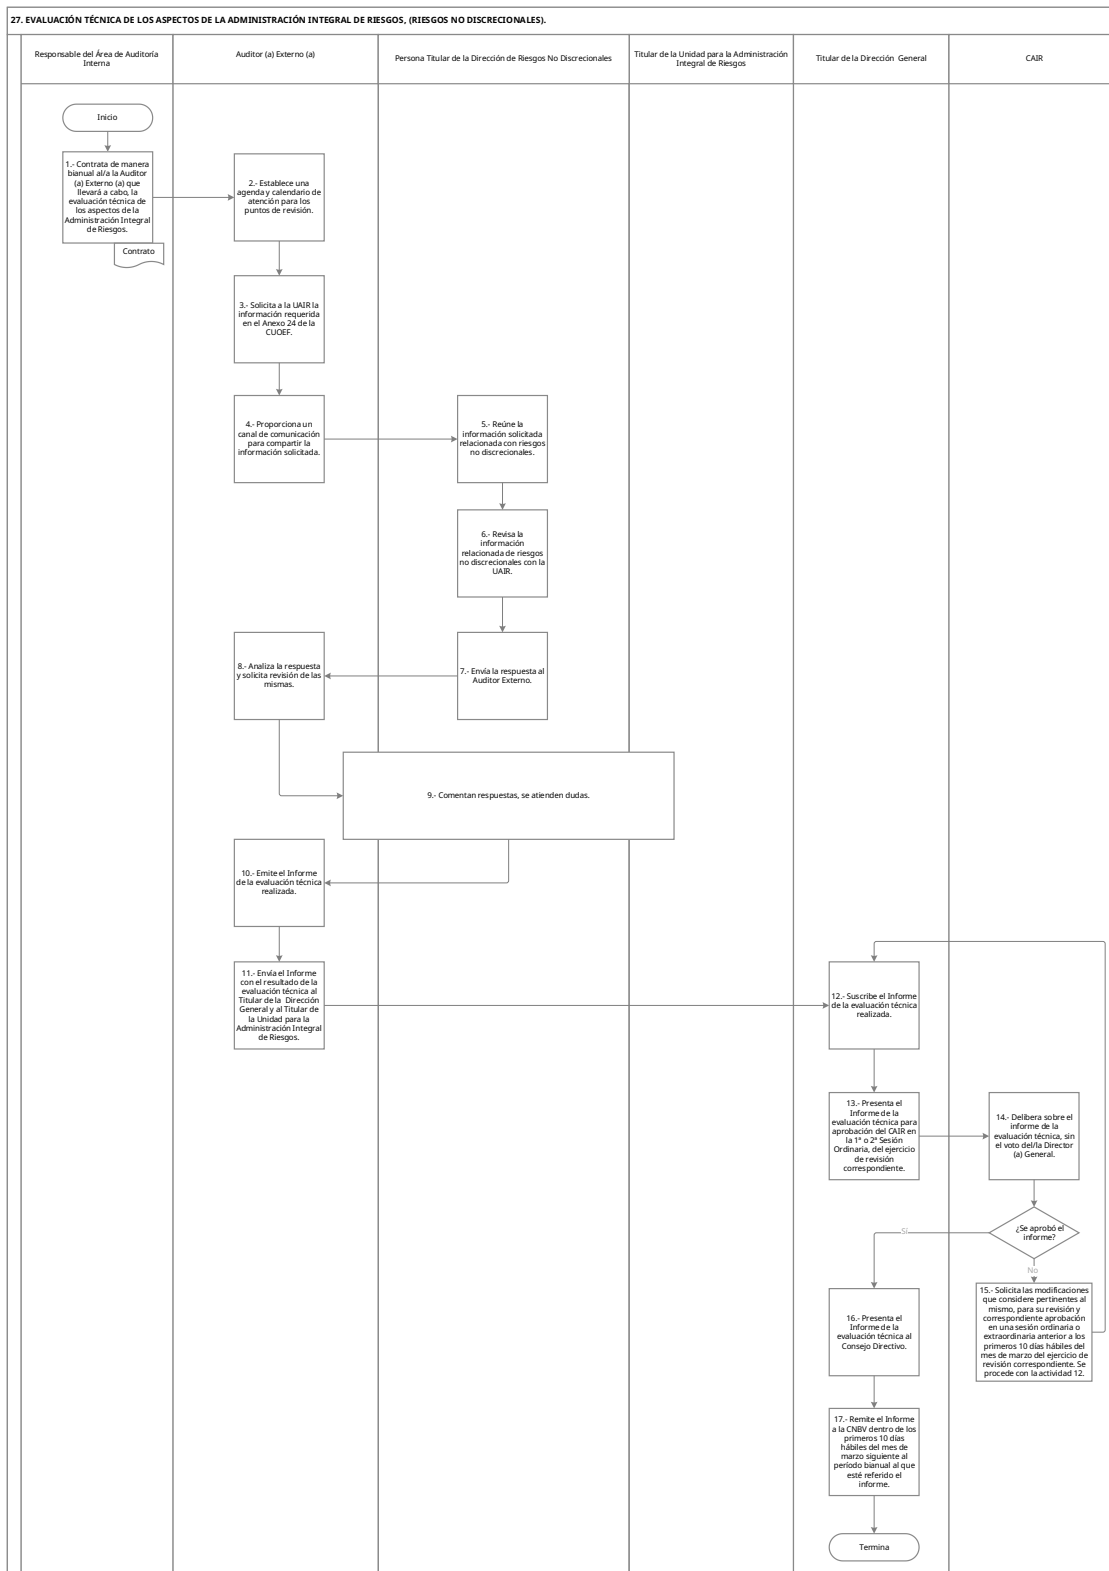 27. EVALUACIÓN TÉCNICA DE LOS ASPECTOS DE LA ADMINISTRACIÓN INTEGRAL DE RIESGOS, (RIESGOS NO DISCRECIONALES).
Responsable del Área de Auditoría
Interna
Auditor (a) Externo (a)
Persona Titular de la Dirección de Riesgos No Discrecionales
Titular de la Unidad para la Administración
Integral de Riesgos
Titular de la Dirección General
CAIR
Inicio
1.- Contrata de manera
bianual al/a la Auditor
(a) Externo (a) que
llevará a cabo, la
evaluación técnica de
los aspectos de la
Administración Integral
de Riesgos.
Contrato
2.- Establece una
agenda y calendario de
atención para los
puntos de revisión.
3.- Solicita a la UAIR la
información requerida
en el Anexo 24 de la
CUOEF.
4.- Proporciona un
canal de comunicación
para compartir la
información solicitada.
5.- Reúne la
información solicitada
relacionada con riesgos
no discrecionales.
6.- Revisa la
información
relacionada de riesgos
no discrecionales con la
UAIR.
7.- Envía la respuesta al
Auditor Externo.
8.- Analiza la respuesta
y solicita revisión de las
mismas.
9.- Comentan respuestas, se atienden dudas.
10.- Emite el Informe
de la evaluación técnica
realizada.
11.- Envía el Informe
con el resultado de la
evaluación técnica al
Titular de la Dirección
General y al Titular de
la Unidad para la
Administración Integral
de Riesgos.
12.- Suscribe el Informe
de la evaluación técnica
realizada.
13.- Presenta el
Informe de la
evaluación técnica para
aprobación del CAIR en
la 1ª o 2ª Sesión
Ordinaria, del ejercicio
de revisión
correspondiente.
14.- Delibera sobre el
informe de la
evaluación técnica, sin
el voto del/la Director
(a) General.
¿Se aprobó el
informe?
Sí
No
15.- Solicita las modificaciones
que considere pertinentes al
mismo, para su revisión y
correspondiente aprobación
en una sesión ordinaria o
extraordinaria anterior a los
primeros 10 días hábiles del
mes de marzo del ejercicio de
revisión correspondiente. Se
procede con la actividad 12.
16.- Presenta el
Informe de la
evaluación técnica al
Consejo Directivo.
17.- Remite el Informe
a la CNBV dentro de los
primeros 10 días
hábiles del mes de
marzo siguiente al
período bianual al que
esté referido el
informe.
Termina